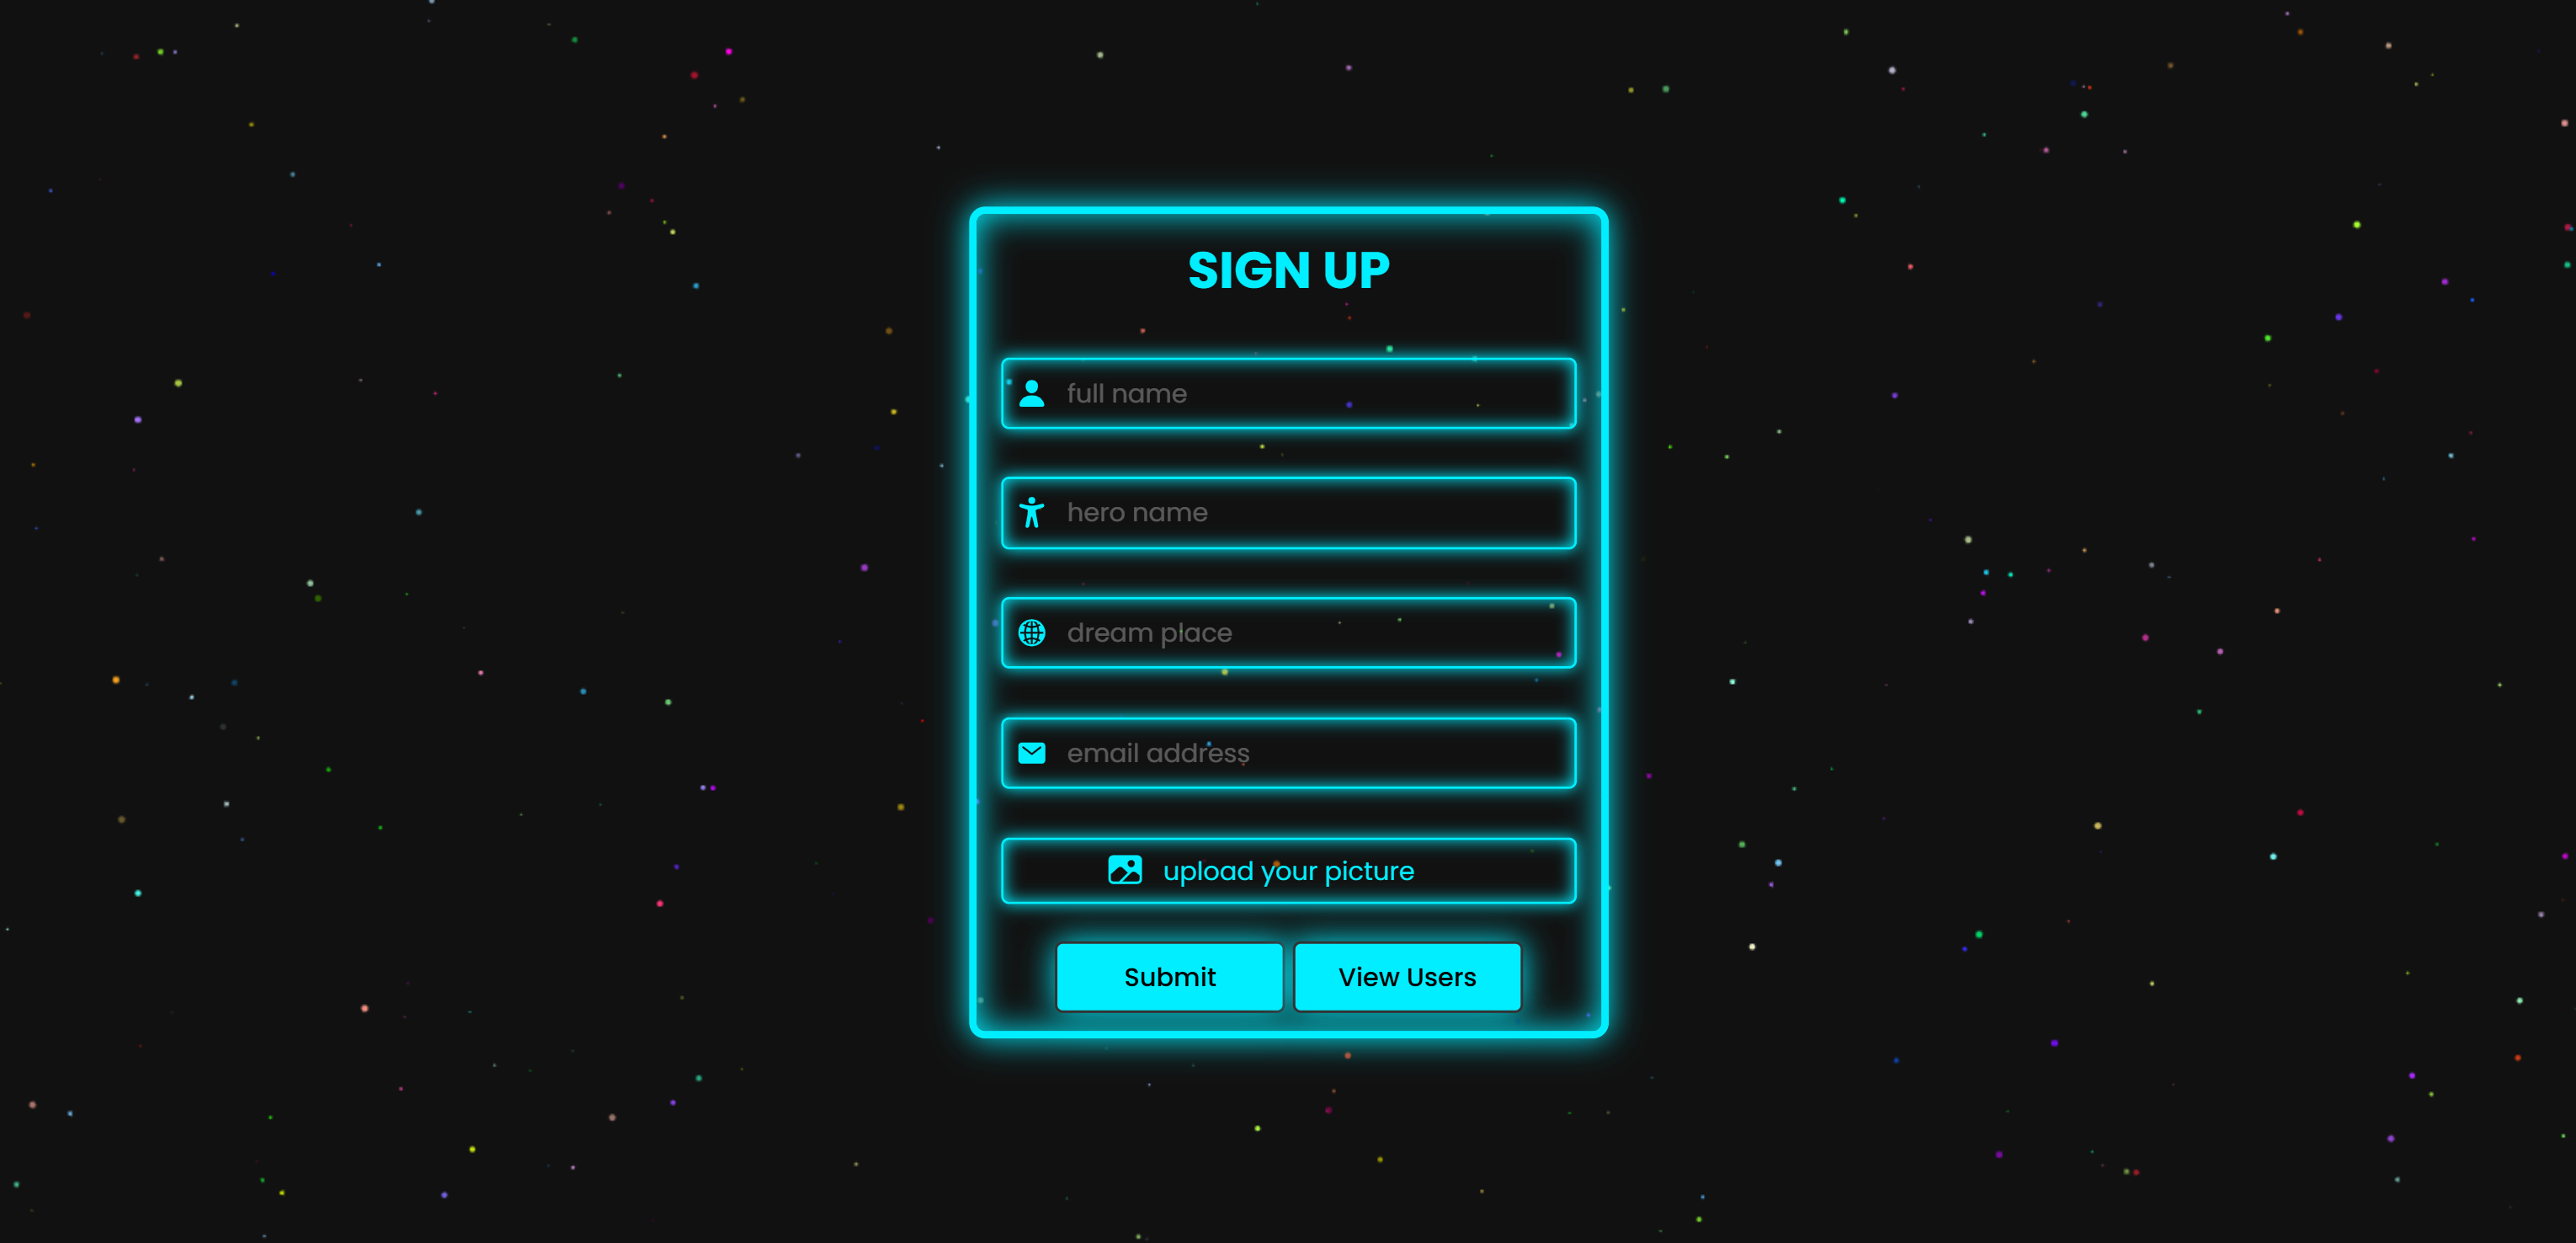 SIGN UP
full name
hero name
dream place
email address
upload your picture
Submit
View Users